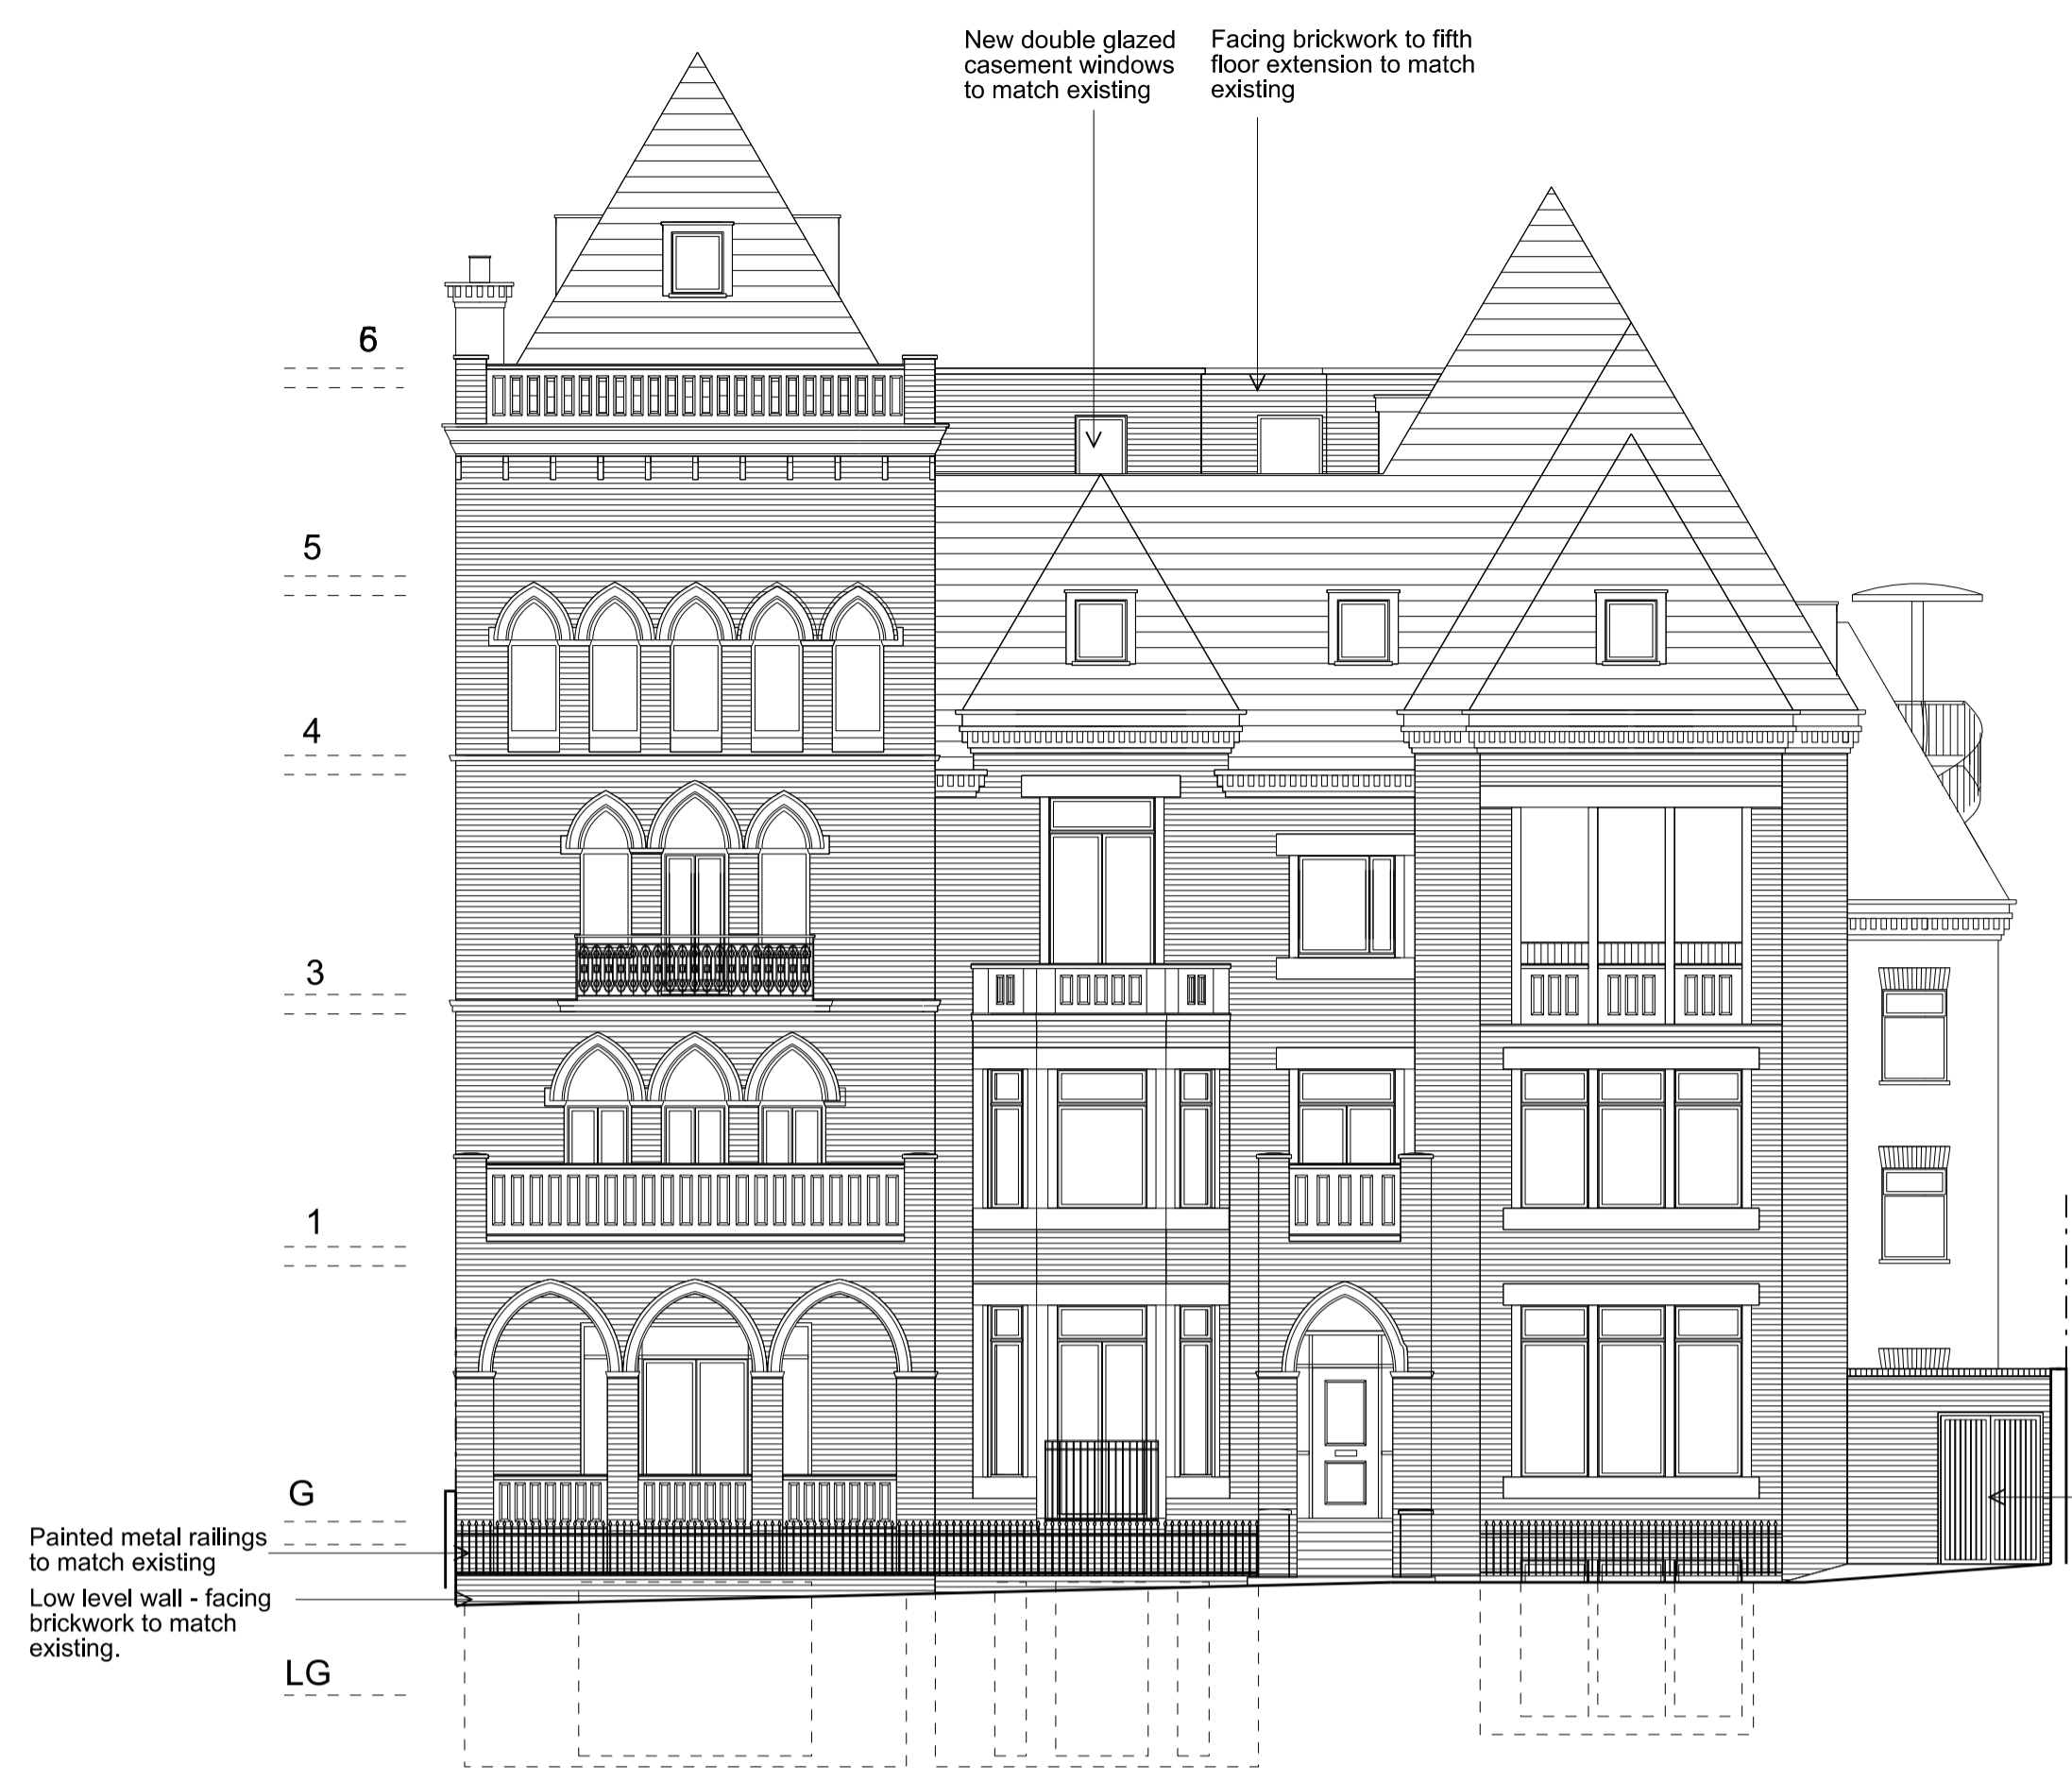 New double glazed
casement windows
to match existing
Facing brickwork to fifth
floor extension to match
existing
6
5
4
3
1
G
Painted metal railings
to match existing
Low level wall - facing
brickwork to match
existing.
LG